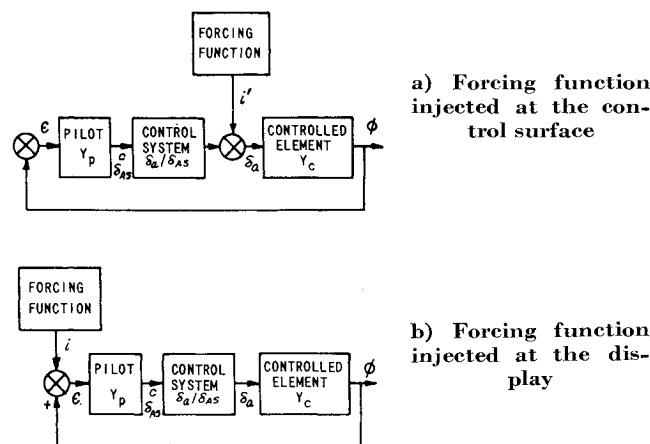 FORCING
FUNCTION
i'
ϵ
PILOT
Yp
c
δAS
CONTROL
SYSTEM
δa/δAS
δa
CONTROLLED
ELEMENT
Yc
ϕ
a) Forcing function
injected at the con-
trol surface
FORCING
FUNCTION
i
+
ϵ
PILOT
Yp
c
δAS
CONTROL
SYSTEM
δa/δAS
δa
CONTROLLED
ELEMENT
Yc
ϕ
b) Forcing function
injected at the dis-
play